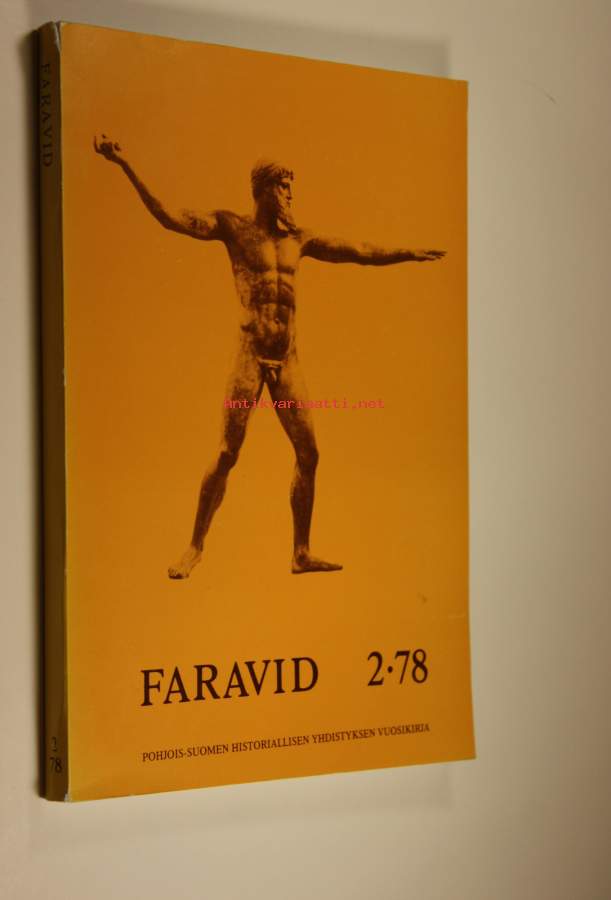 FARAVID
2
78
Antikvariaatti.net
FARAVID 2·78
POHJOIS-SUOMEN HISTORIALLISEN YHDISTYKSEN VUOSIKIRJA